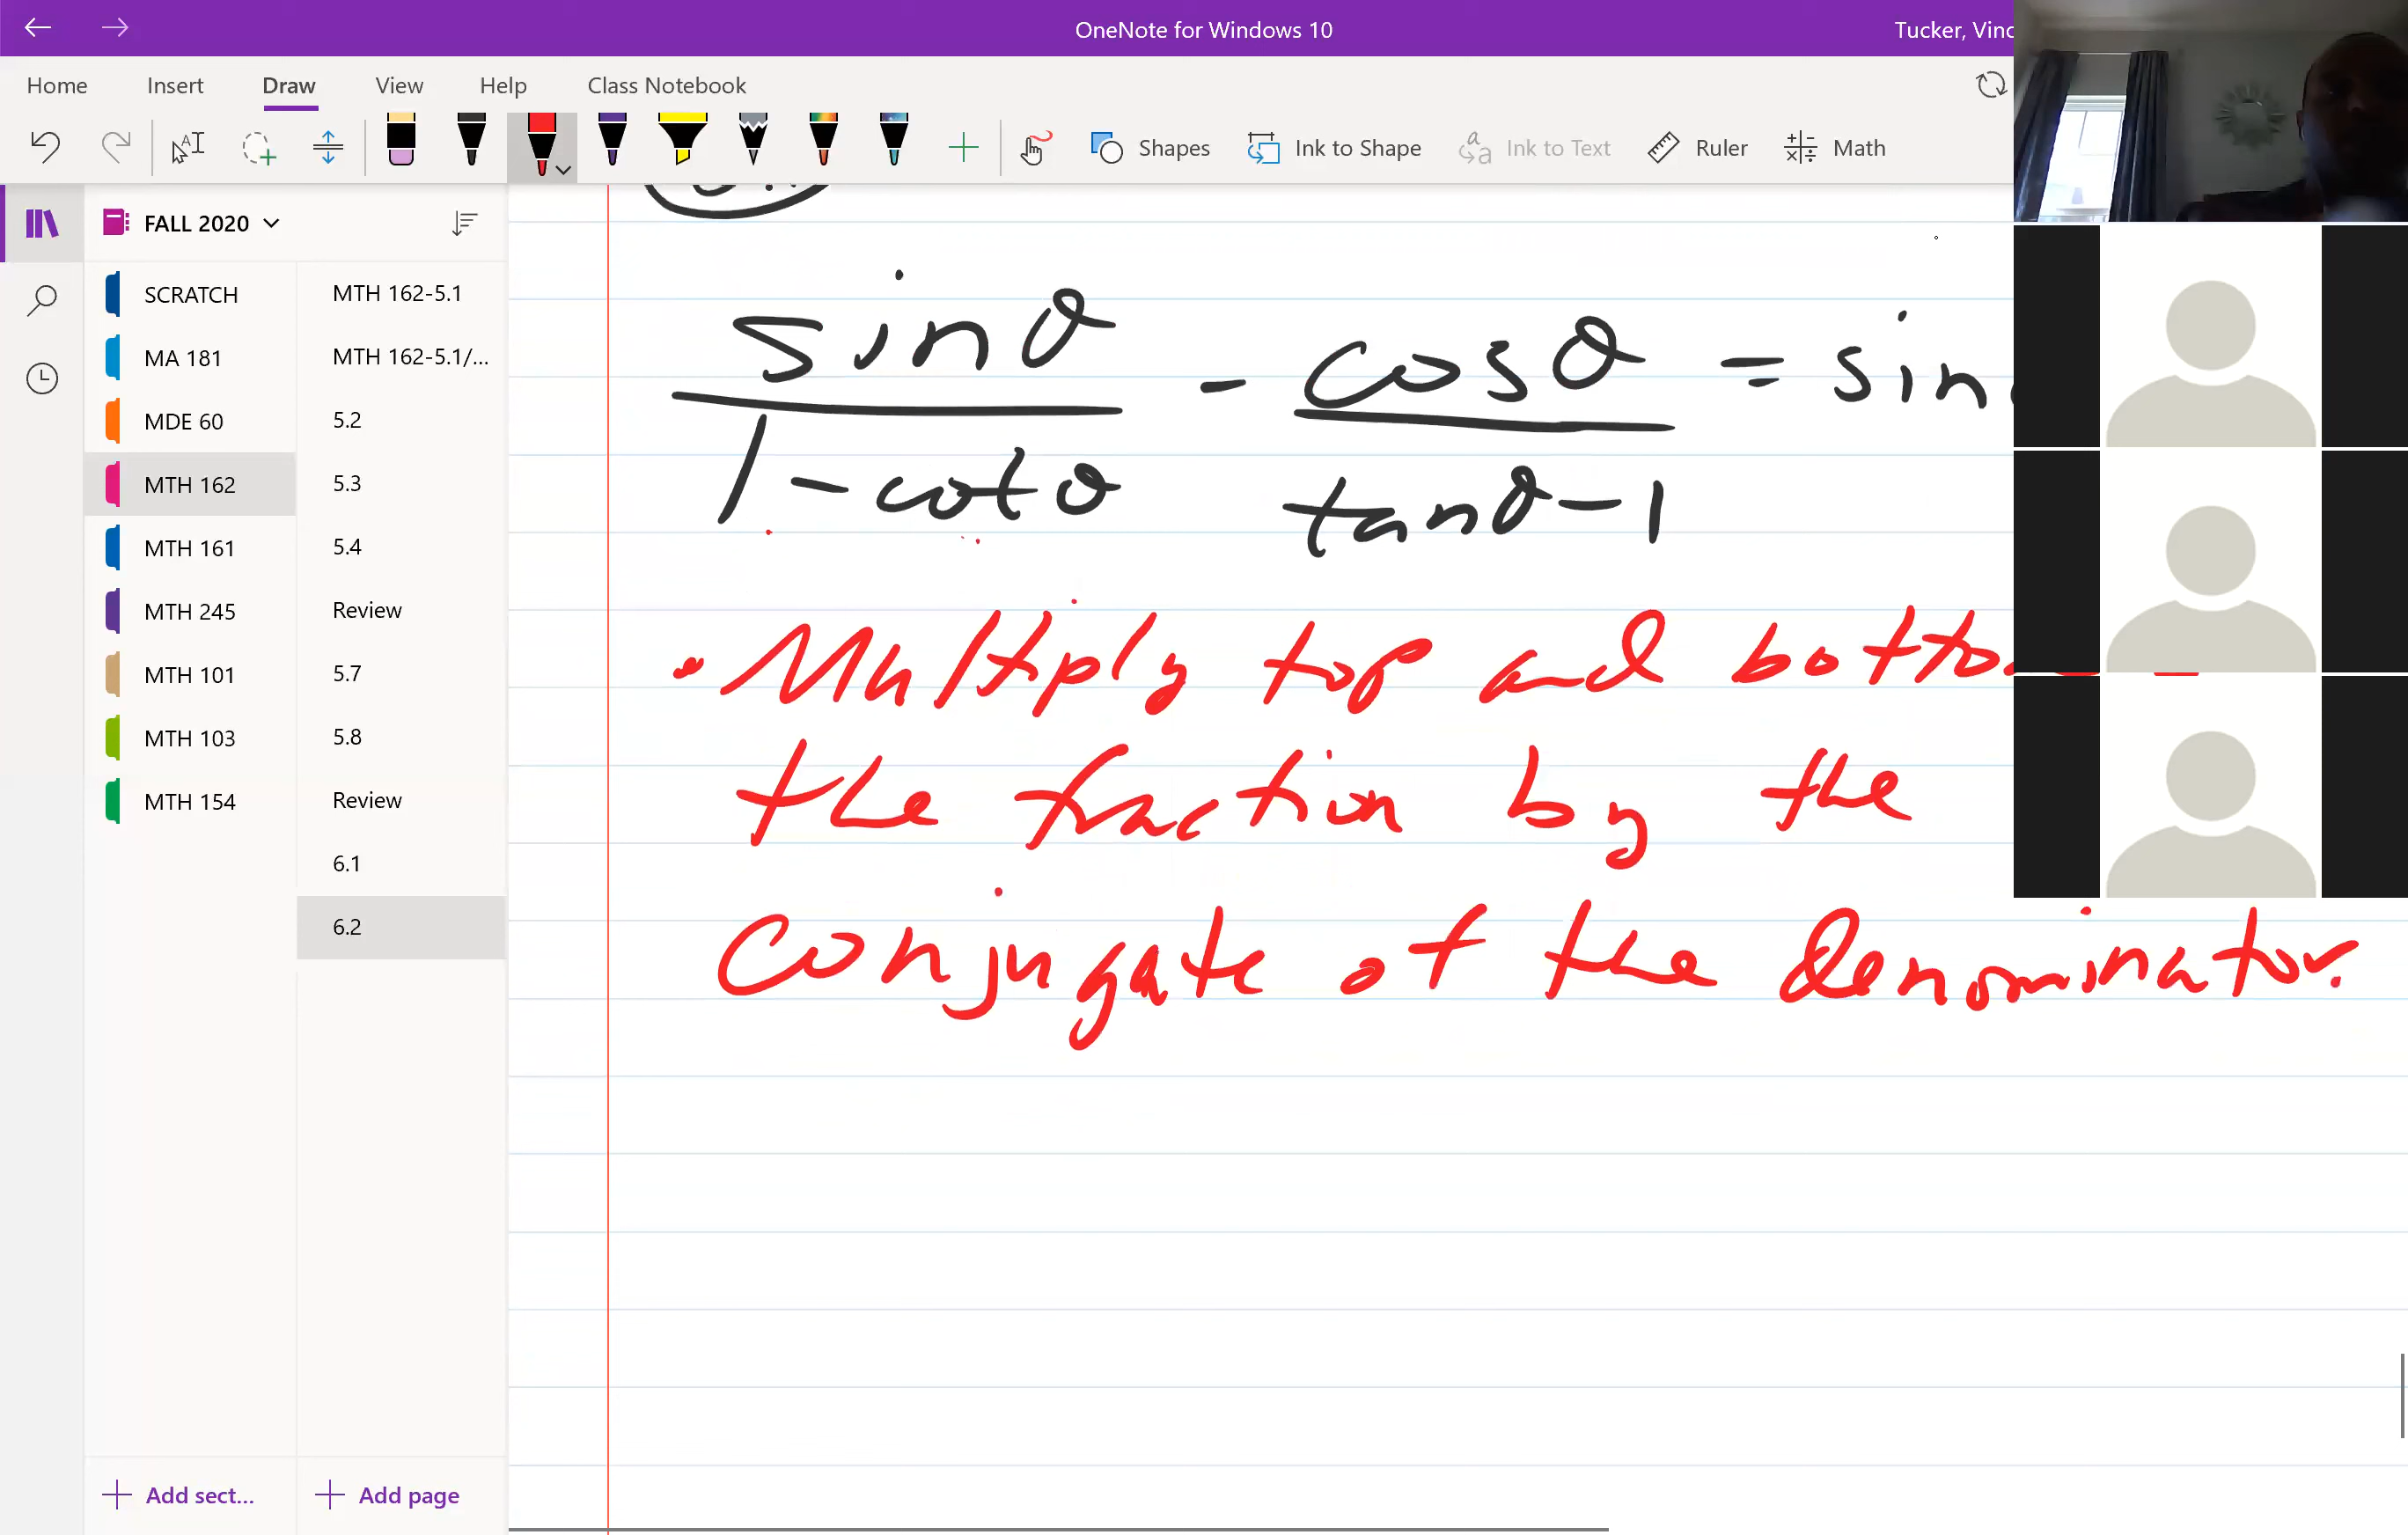 OneNote for Windows 10
Tucker, Vinc
Home Insert Draw View Help Class Notebook
Shapes Ink to Shape Ink to Text Ruler Math
FALL 2020
SCRATCH
MA 181
MDE 60
MTH 162
MTH 161
MTH 245
MTH 101
MTH 103
MTH 154
MTH 162-5.1
MTH 162-5.1/...
5.2
5.3
5.4
Review
5.7
5.8
Review
6.1
6.2
+ Add sect...
+ Add page
sinθ / (1 - cotθ) - cosθ / (tanθ - 1) = sin
• Multiply top and botto
the fraction by the
conjugate of the denominator.